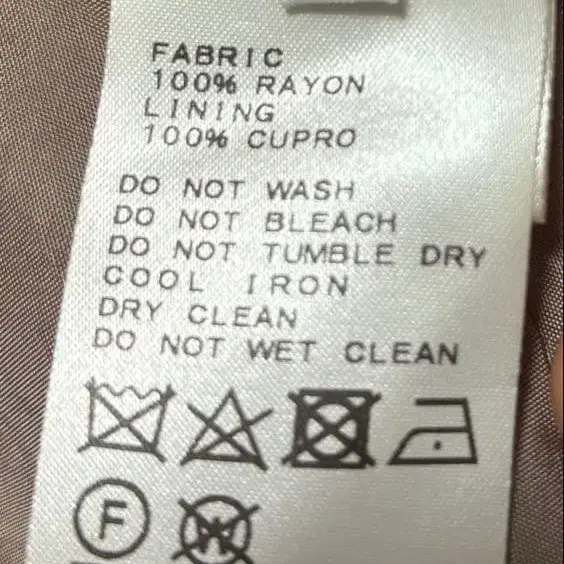 FABRIC
100% RAYON
LINING
100% CUPRO
DO NOT WASH
DO NOT BLEACH
DO NOT TUMBLE DRY
COOL IRON
DRY CLEAN
DO NOT WET CLEAN
F W